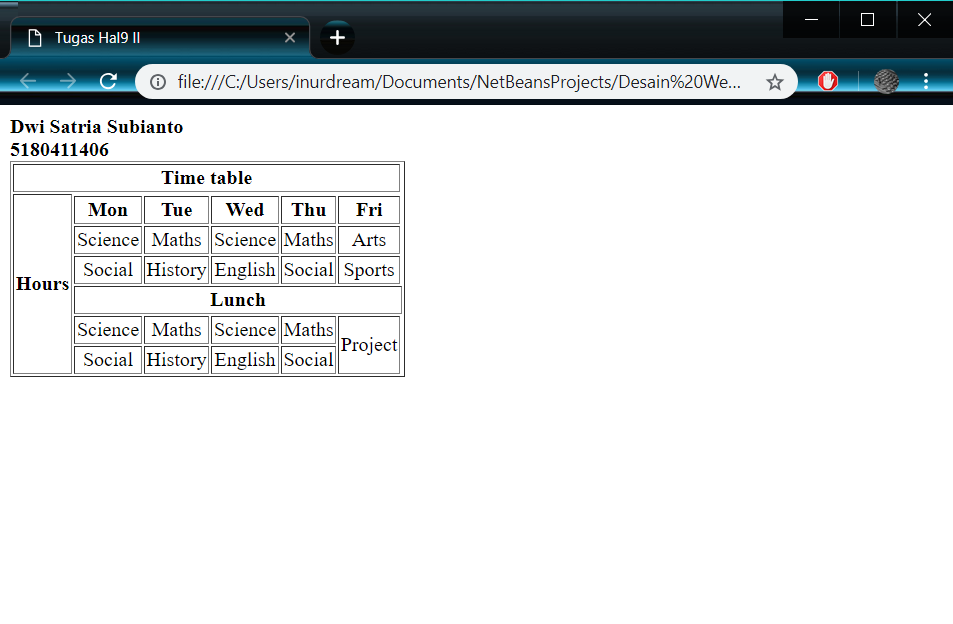 Tugas Hal9 II
file:///C:/Users/inurdream/Documents/NetBeansProjects/Desain%20We...
Dwi Satria Subianto
5180411406
Time table
Hours Mon Tue Wed Thu Fri
Science Maths Science Maths Arts
Social History English Social Sports
Lunch
Science Maths Science Maths Project
Social History English Social